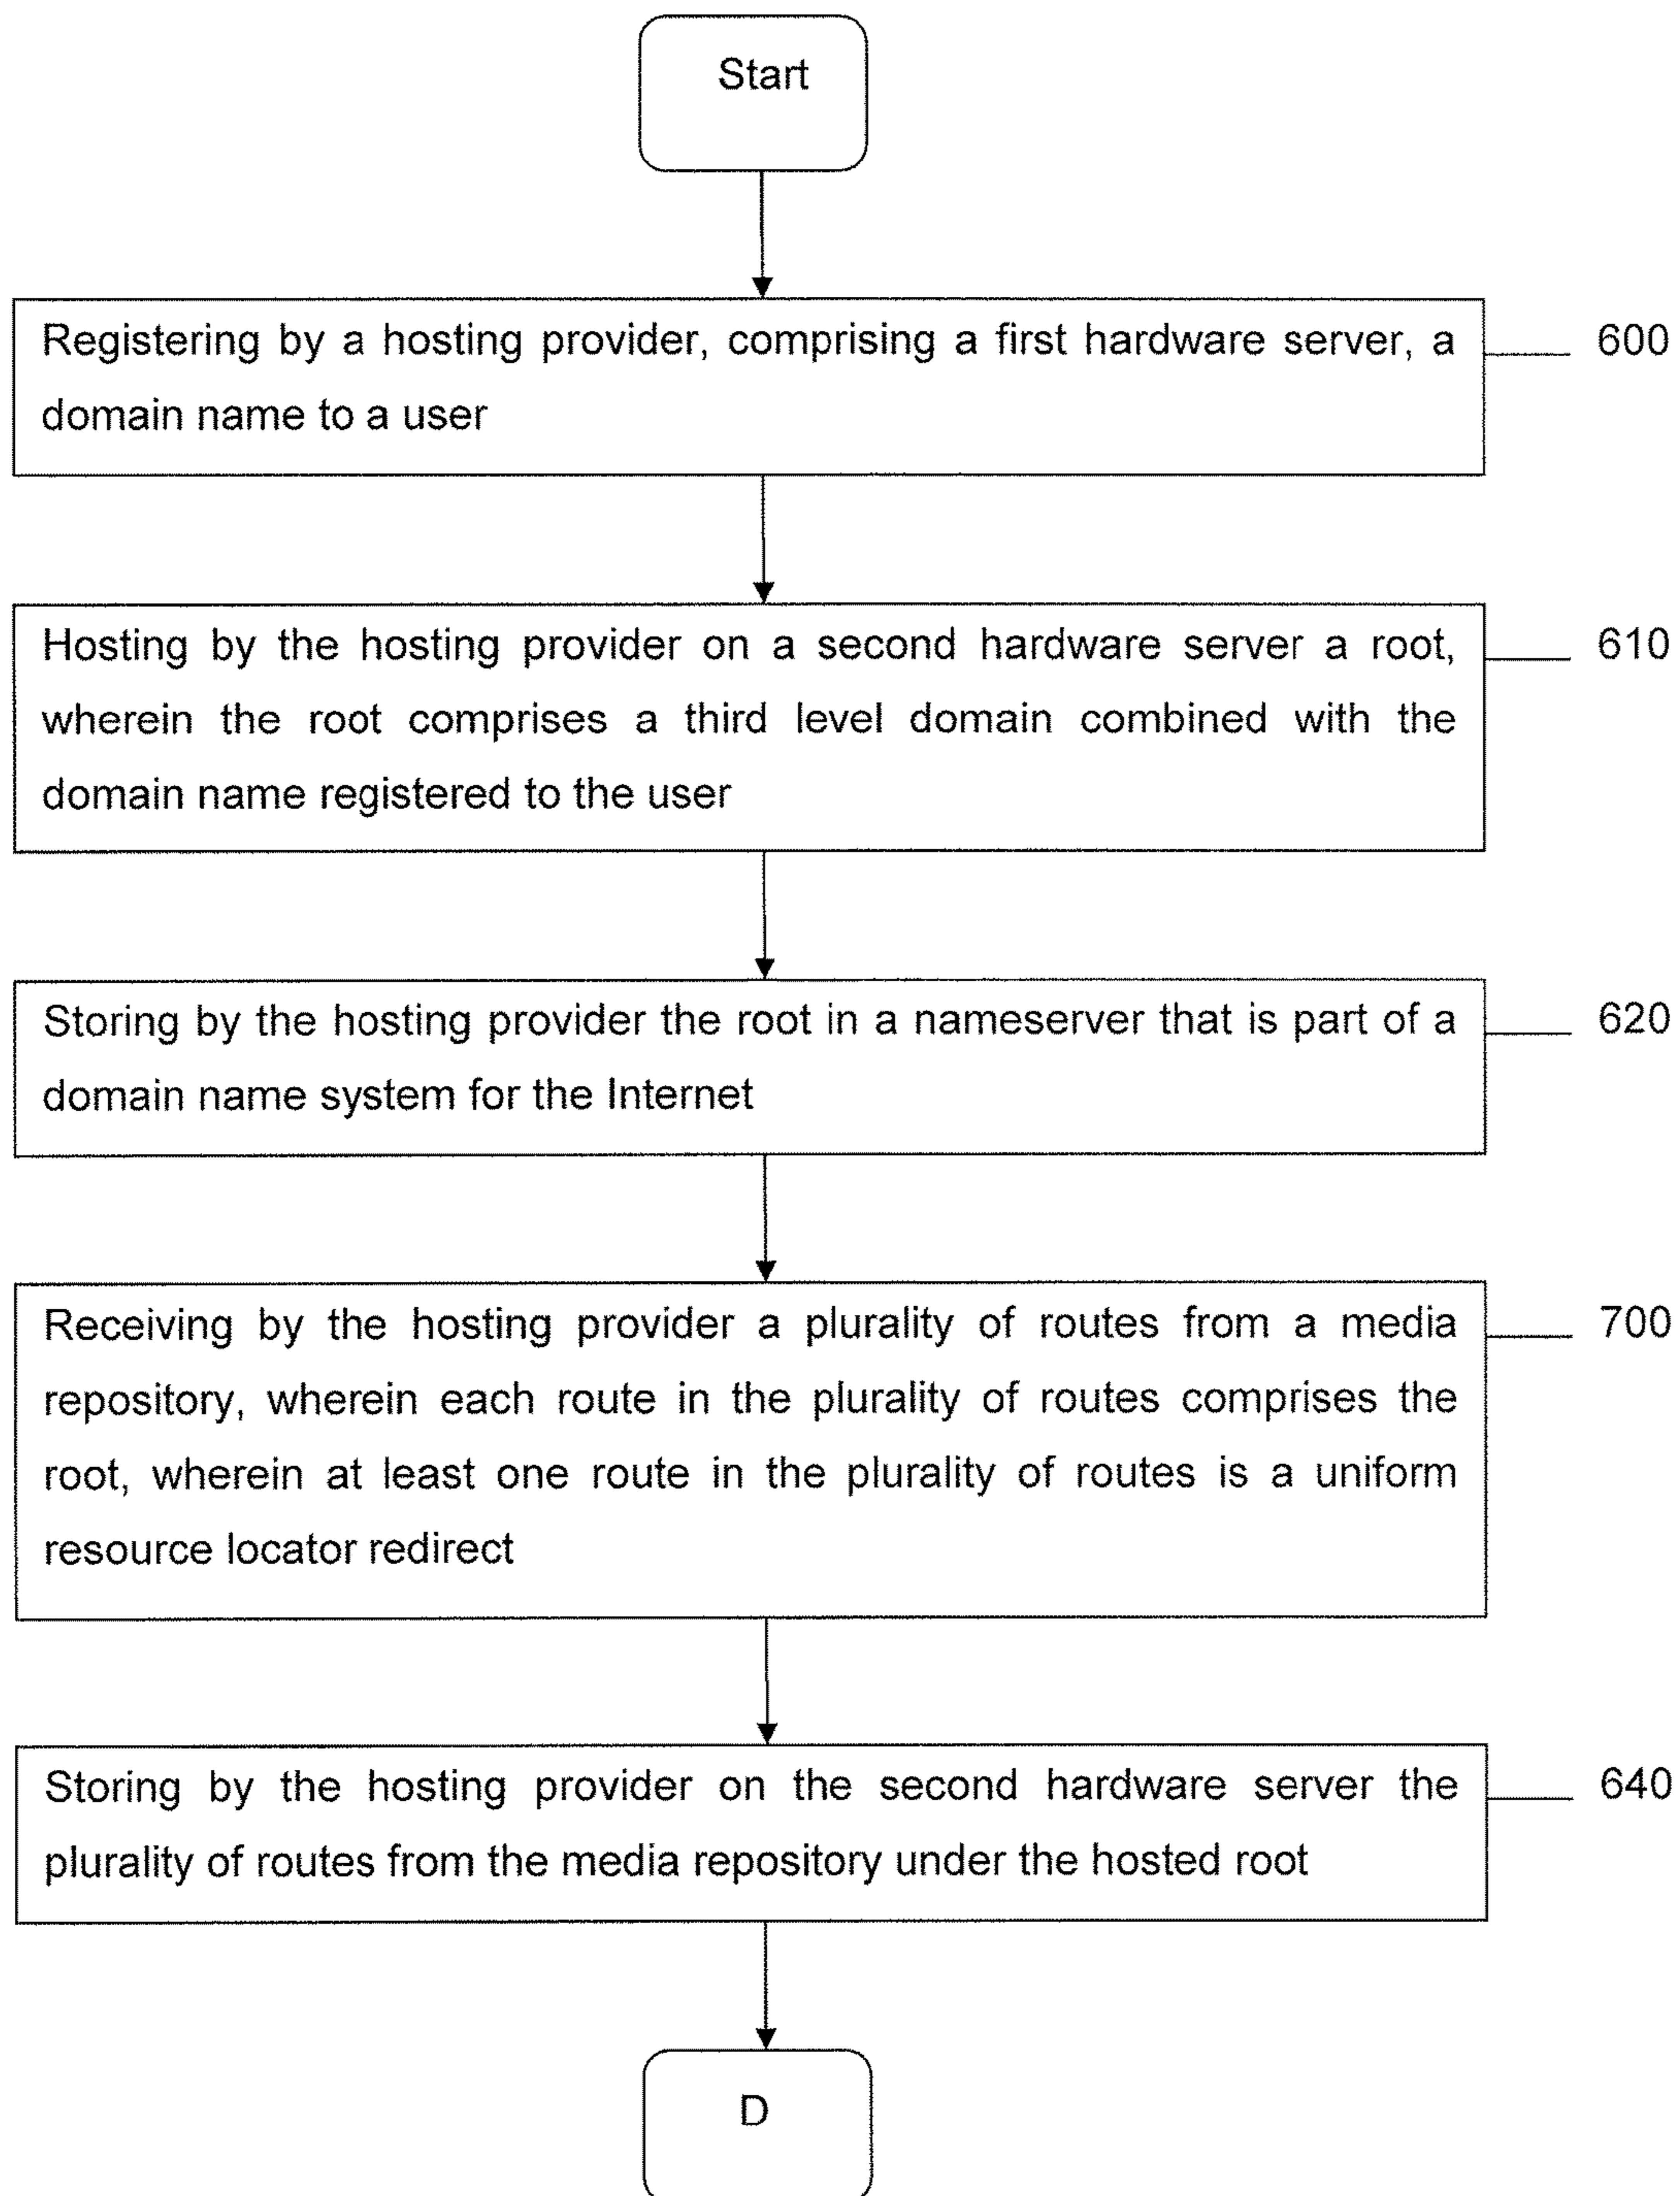 Start
Registering by a hosting provider, comprising a first hardware server, a
600
domain name to a user
Hosting by the hosting provider on a second hardware server a root,
610
wherein the root comprises a third level domain combined with the
domain name registered to the user
Storing by the hosting provider the root in a nameserver that is part of a
620
domain name system for the Internet
Receiving by the hosting provider a plurality of routes from a media
700
repository, wherein each route in the plurality of routes comprises the
root, wherein at least one route in the plurality of routes is a uniform
resource locator redirect
Storing by the hosting provider on the second hardware server the
640
plurality of routes from the media repository under the hosted root
D